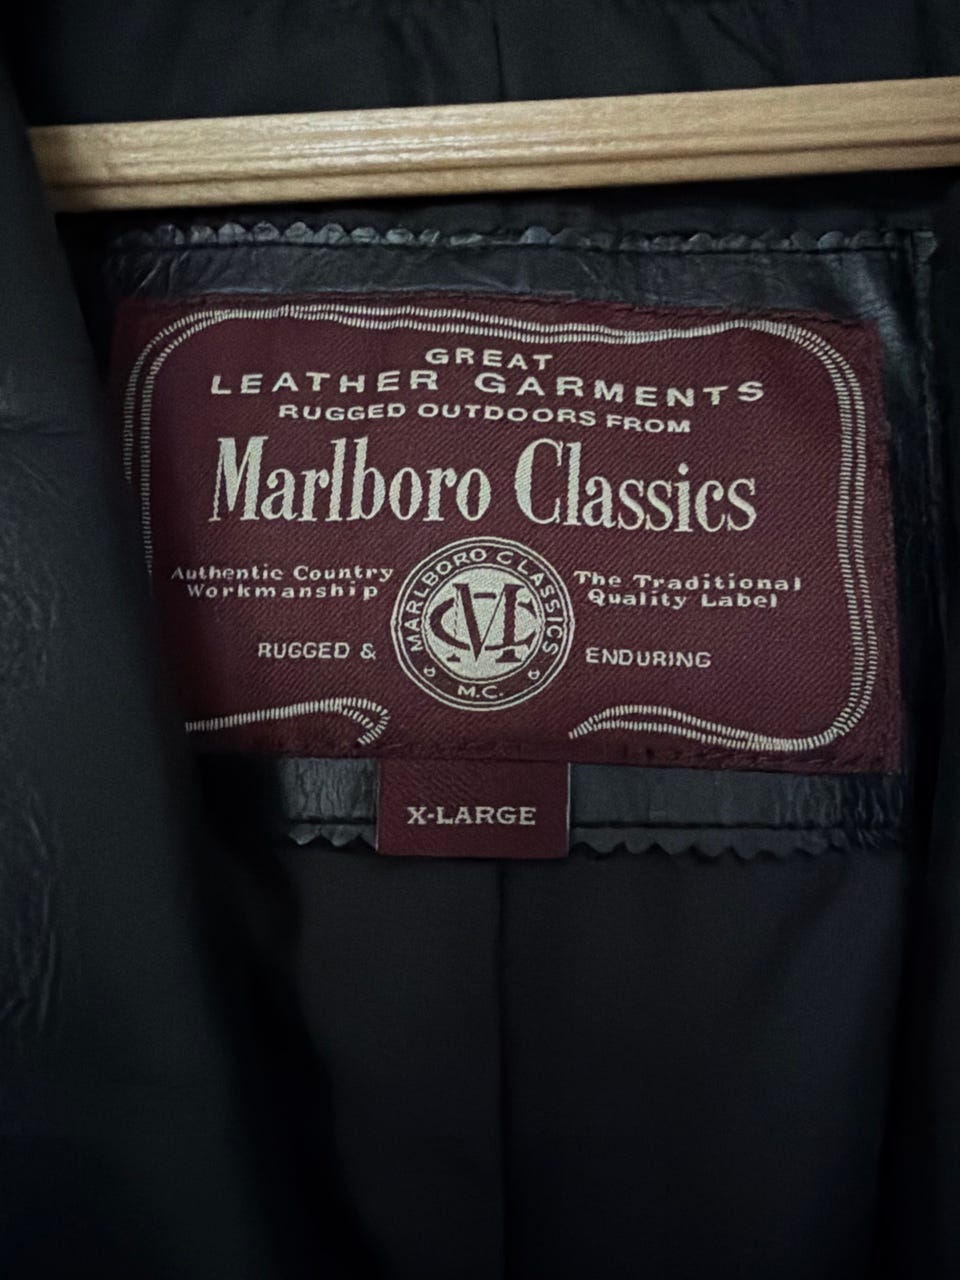 GREAT
LEATHER GARMENTS
RUGGED OUTDOORS FROM
Marlboro Classics
Authentic Country
Workmanship
MARLBORO CLASSICS
M.C.
The Traditional
Quality Label
RUGGED &
ENDURING
X-LARGE